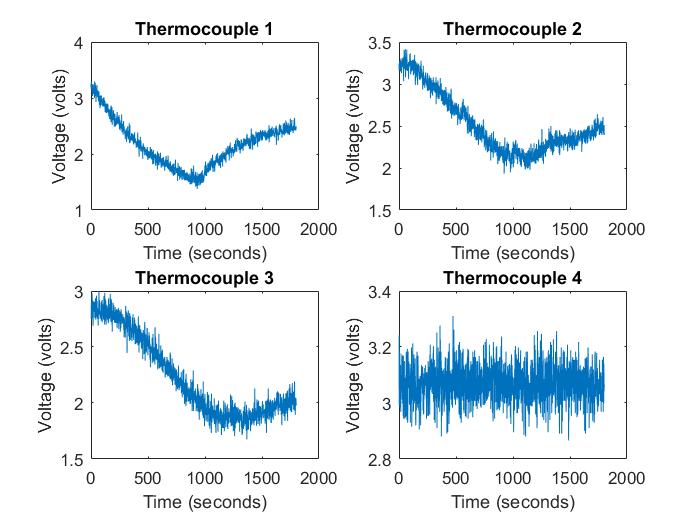 Thermocouple 1
4
3
2
1
Voltage (volts)
0 500 1000 1500 2000
Time (seconds)
Thermocouple 2
3.5
3
2.5
2
1.5
Voltage (volts)
0 500 1000 1500 2000
Time (seconds)
Thermocouple 3
3
2.5
2
1.5
Voltage (volts)
0 500 1000 1500 2000
Time (seconds)
Thermocouple 4
3.4
3.2
3
2.8
Voltage (volts)
0 500 1000 1500 2000
Time (seconds)